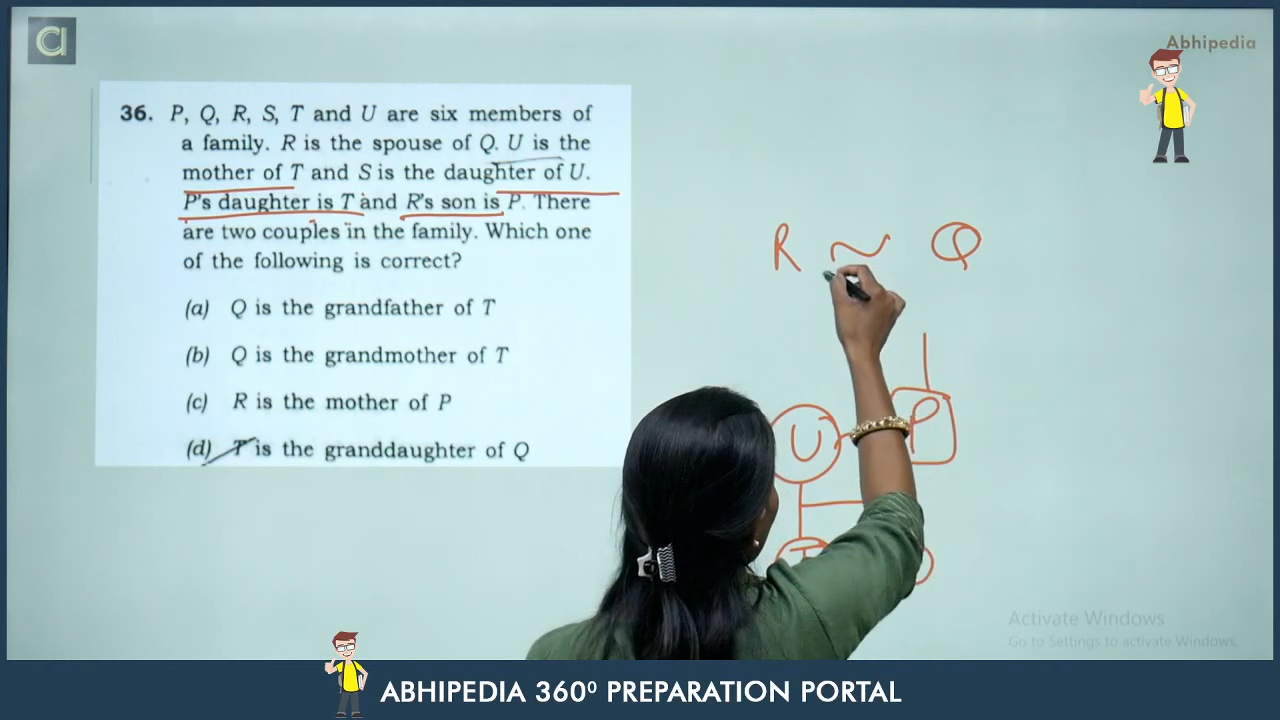 Abhipedia
36. P, Q, R, S, T and U are six members of
a family. R is the spouse of Q. U is the
mother of T and S is the daughter of U.
P's daughter is T and R's son is P. There
are two couples in the family. Which one
of the following is correct?
(a) Q is the grandfather of T
(b) Q is the grandmother of T
(c) R is the mother of P
(d) T is the granddaughter of Q
R ~ Q
U P
Activate Windows
Go to Settings to activate Windows.
ABHIPEDIA 360º PREPARATION PORTAL